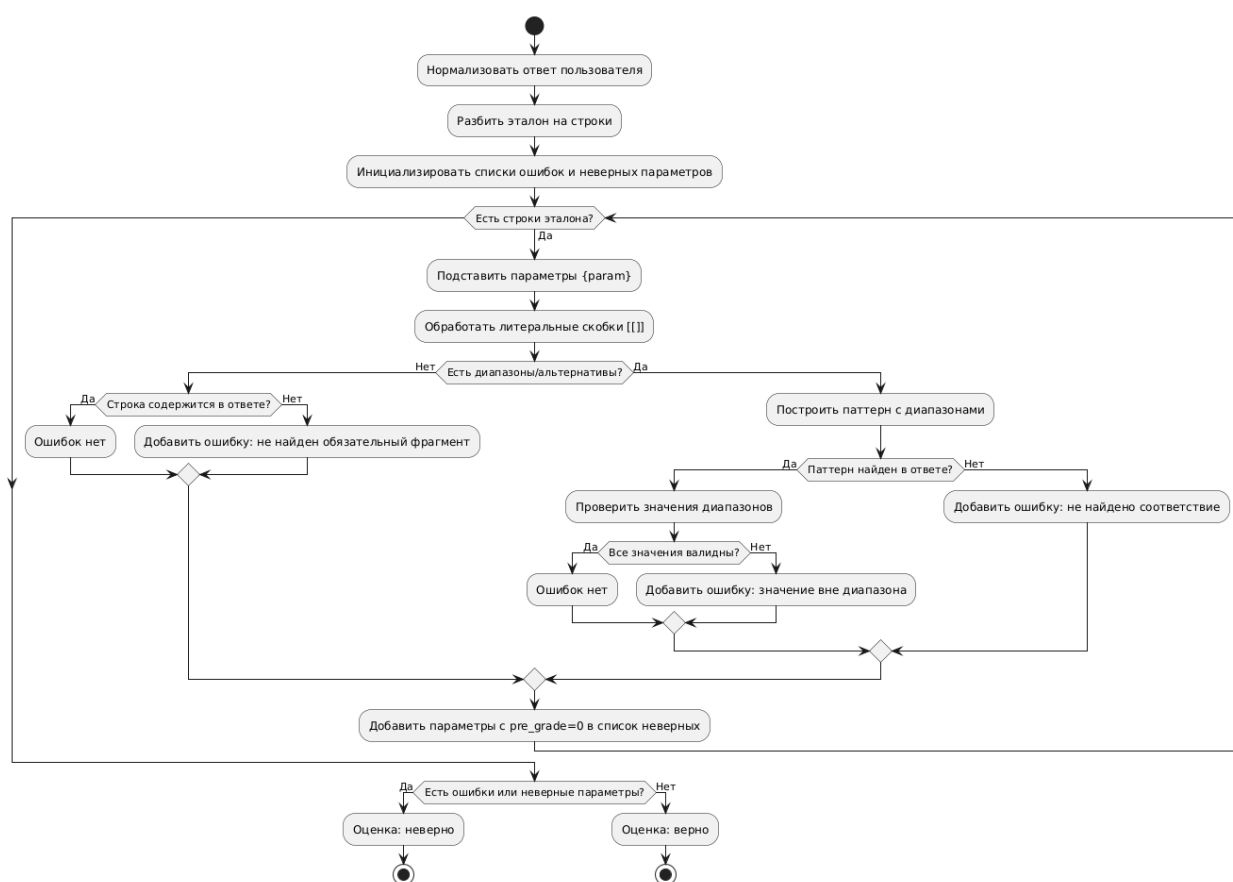 Нормализовать ответ пользователя
Разбить эталон на строки
Инициализировать списки ошибок и неверных параметров
Есть строки эталона?
Да
Подставить параметры {param}
Обработать литеральные скобки [[]]
Нет
Есть диапазоны/альтернативы?
Да
Да
Строка содержится в ответе?
Нет
Ошибок нет
Добавить ошибку: не найден обязательный фрагмент
Построить паттерн с диапазонами
Да
Паттерн найден в ответе?
Нет
Проверить значения диапазонов
Добавить ошибку: не найдено соответствие
Да
Все значения валидны?
Нет
Ошибок нет
Добавить ошибку: значение вне диапазона
Добавить параметры с pre_grade=0 в список неверных
Да
Есть ошибки или неверные параметры?
Нет
Оценка: неверно
Оценка: верно